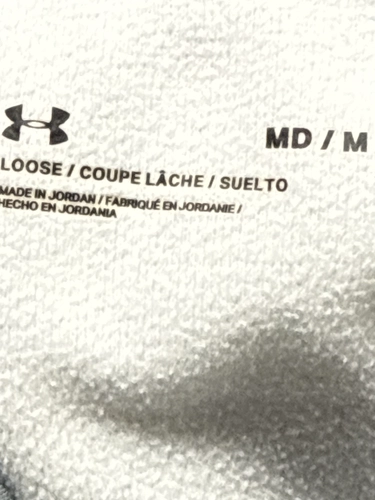 MD / M
LOOSE / COUPE LÂCHE / SUELTO
MADE IN JORDAN / FABRIQUÉ EN JORDANIE /
HECHO EN JORDANIA